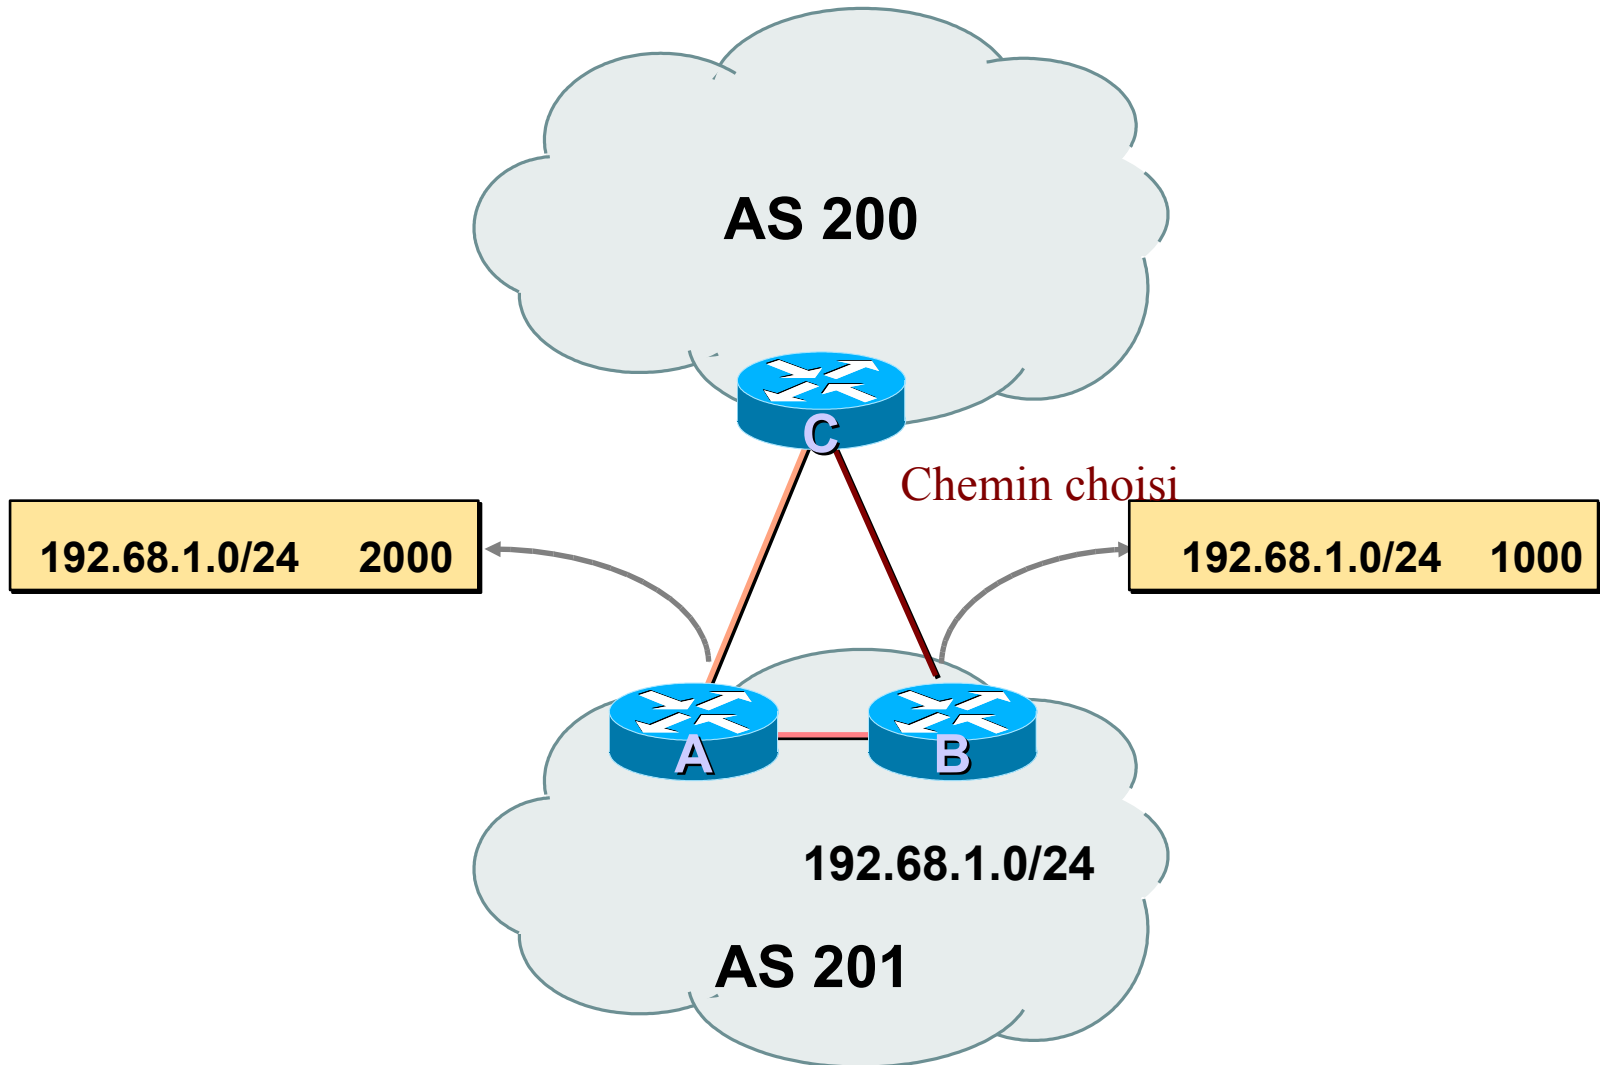 AS 200
C
Chemin choisi
192.68.1.0/24 2000
192.68.1.0/24 1000
A
B
192.68.1.0/24
AS 201